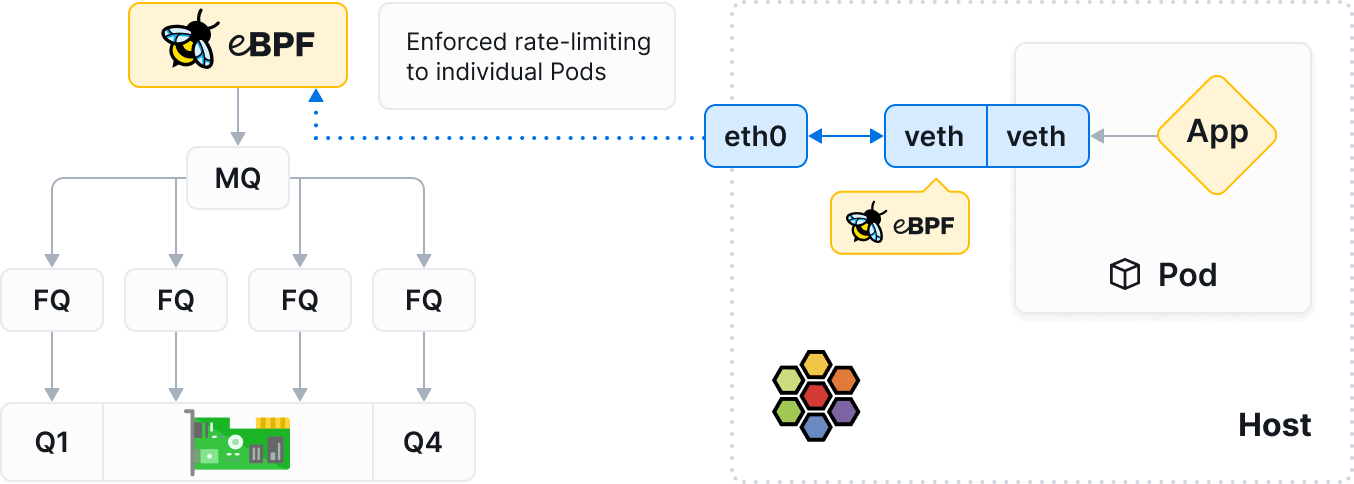 eBPF
Enforced rate-limiting
to individual Pods
eth0
veth
veth
App
MQ
eBPF
Pod
FQ
FQ
FQ
FQ
Q1
Q4
Host